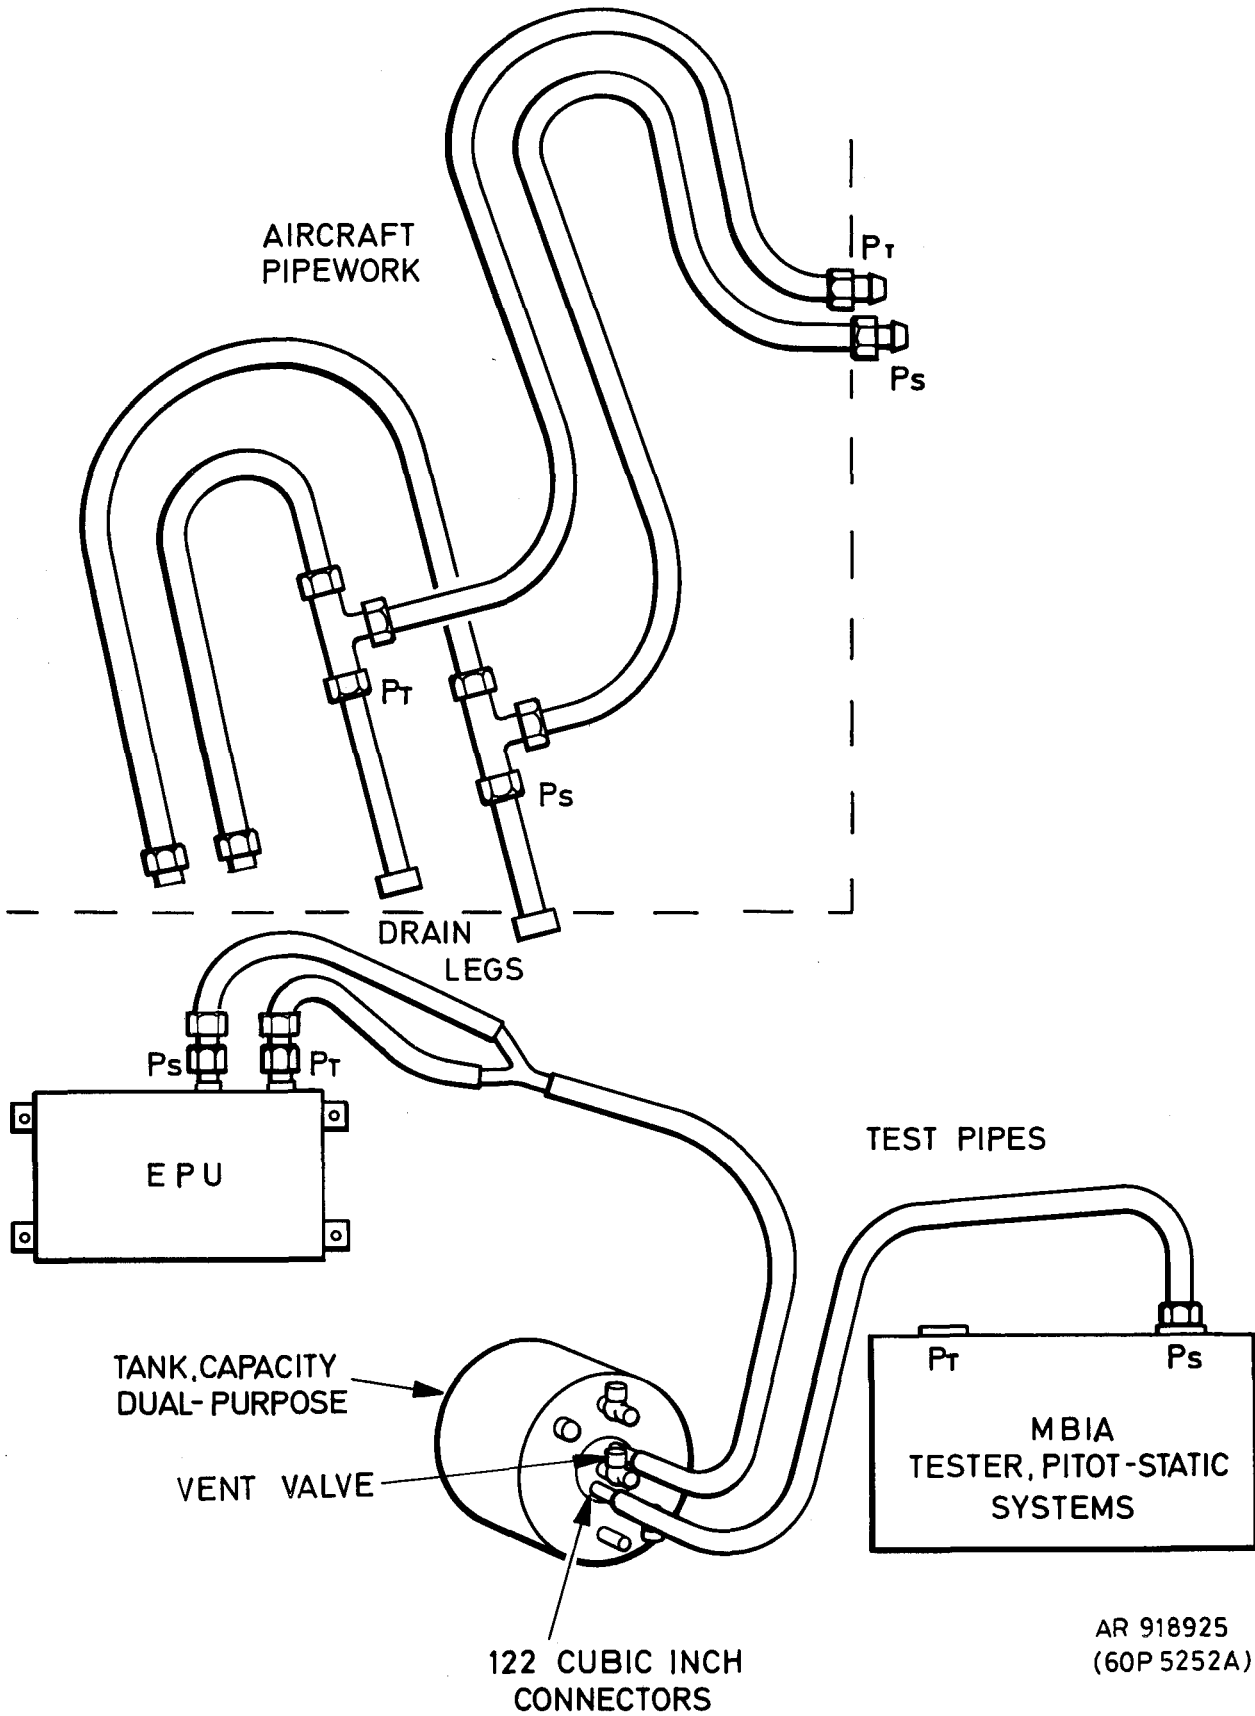 AIRCRAFT
PIPEWORK
PT
PS
PT
PS
DRAIN
LEGS
PS
PT
EPU
TEST PIPES
TANK, CAPACITY
DUAL-PURPOSE
VENT VALVE
PT
PS
MBIA
TESTER, PITOT-STATIC
SYSTEMS
122 CUBIC INCH
CONNECTORS
AR 918925
(60P 5252A)